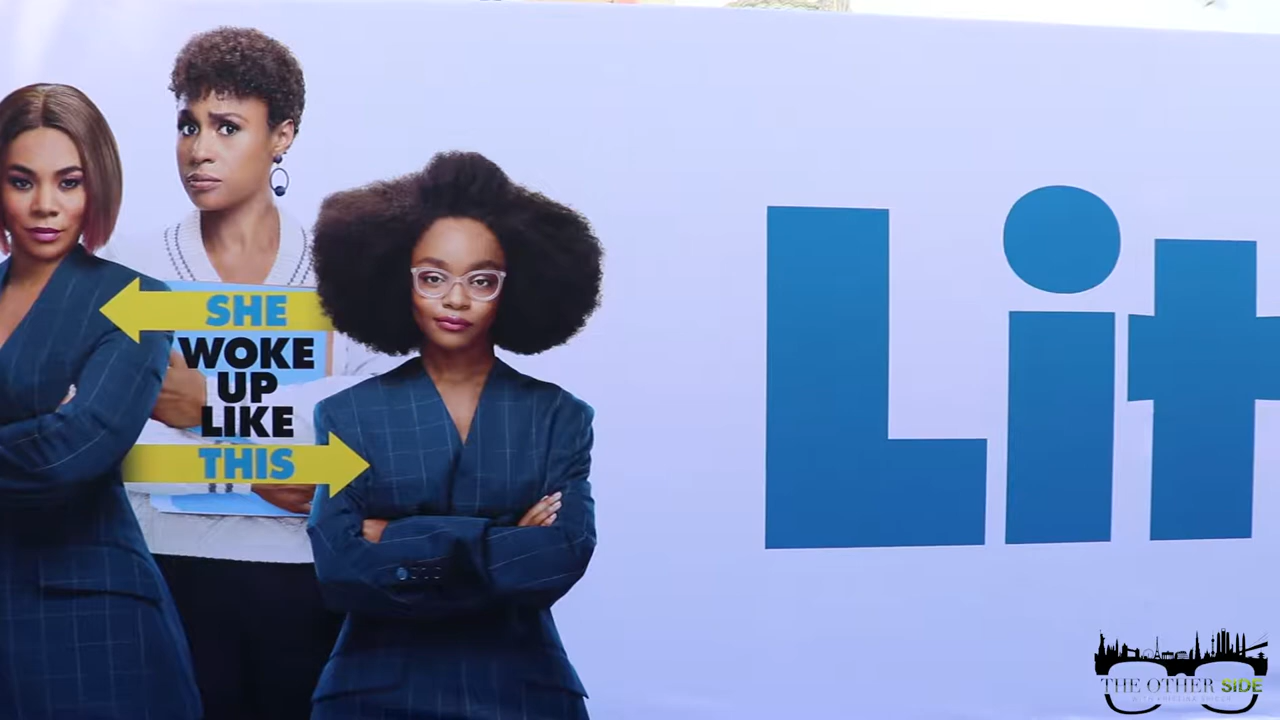 SHE
WOKE
UP
LIKE
THIS
Lit
THE OTHER SIDE